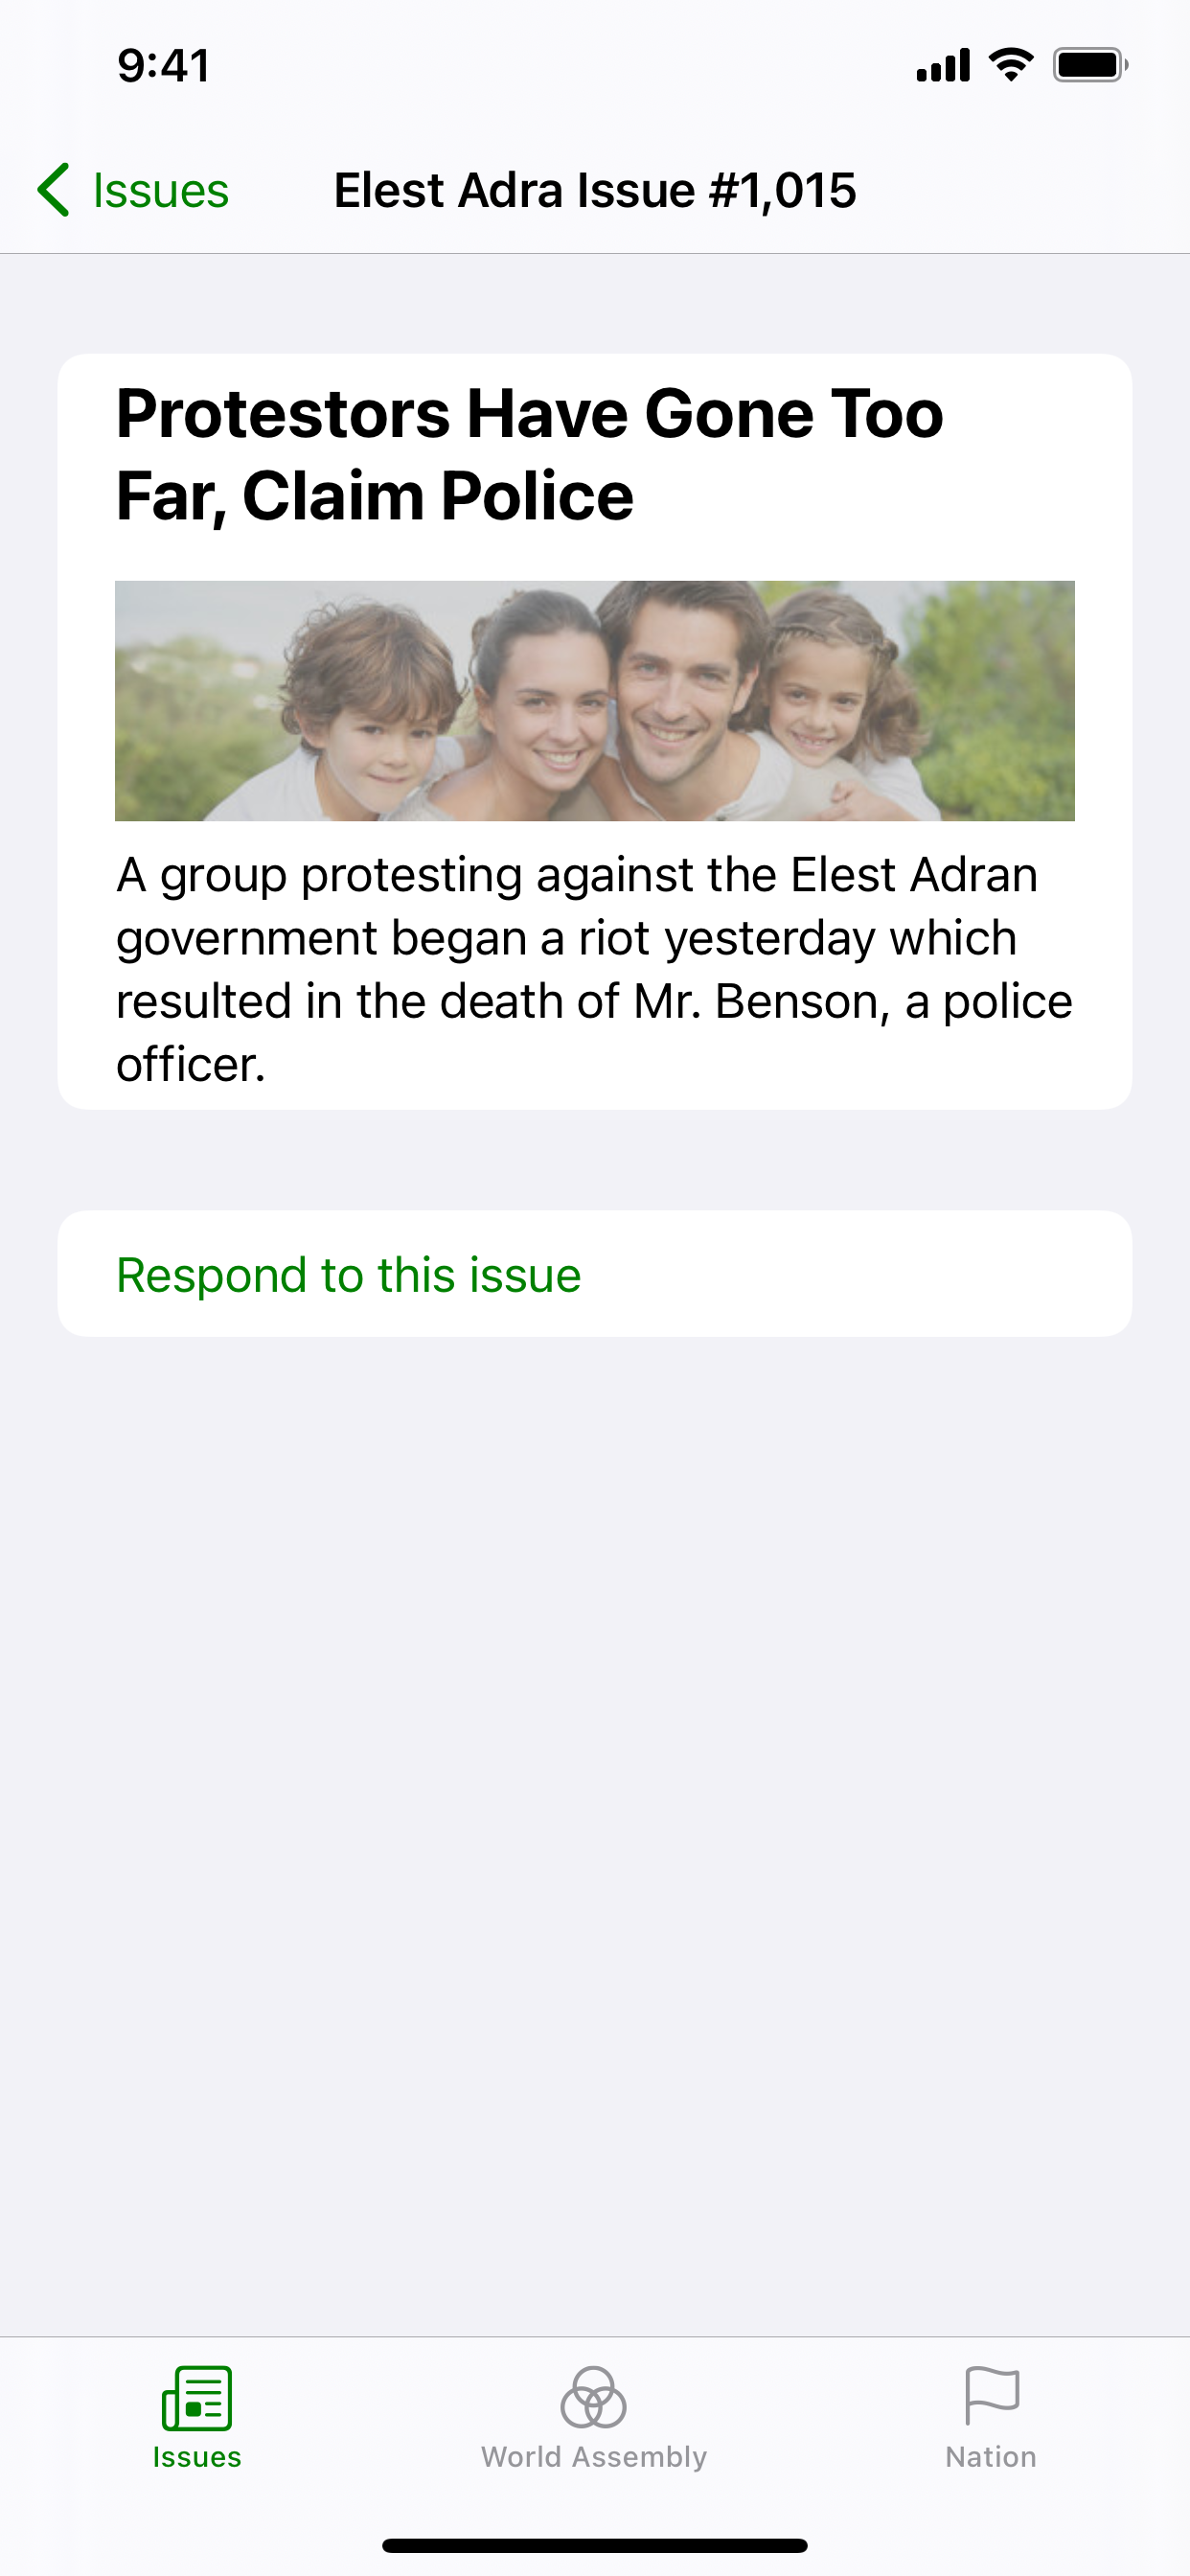 9:41
Issues
Elest Adra Issue #1,015
Protestors Have Gone Too
Far, Claim Police
A group protesting against the Elest Adran
government began a riot yesterday which
resulted in the death of Mr. Benson, a police
officer.
Respond to this issue
Issues
World Assembly
Nation